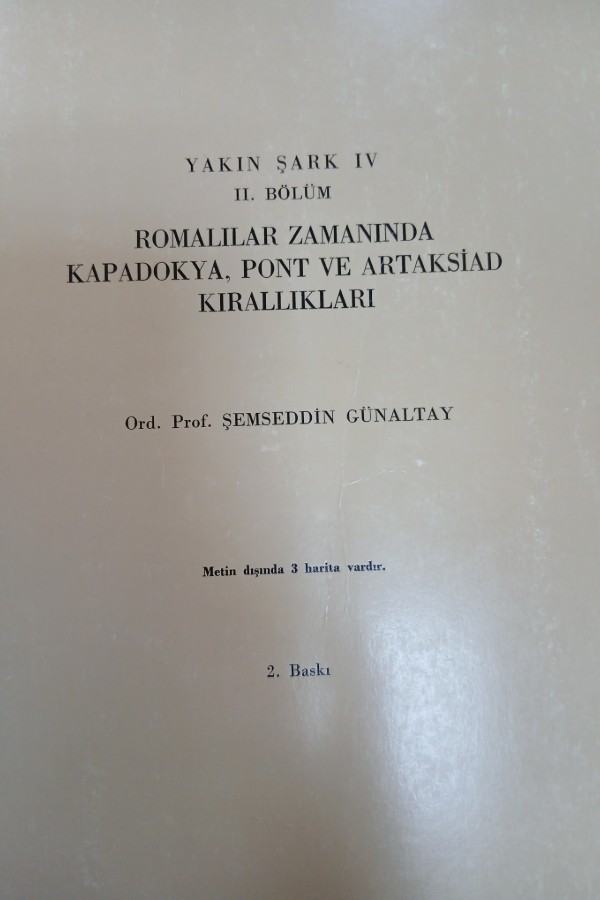 YAKIN ŞARK IV
II. BÖLÜM
ROMALILAR ZAMANINDA
KAPADOKYA, PONT VE ARTAKSİAD
KIRALLIKLARI
Ord. Prof. ŞEMSEDDİN GÜNALTAY
Metin dışında 3 harita vardır.
2. Baskı